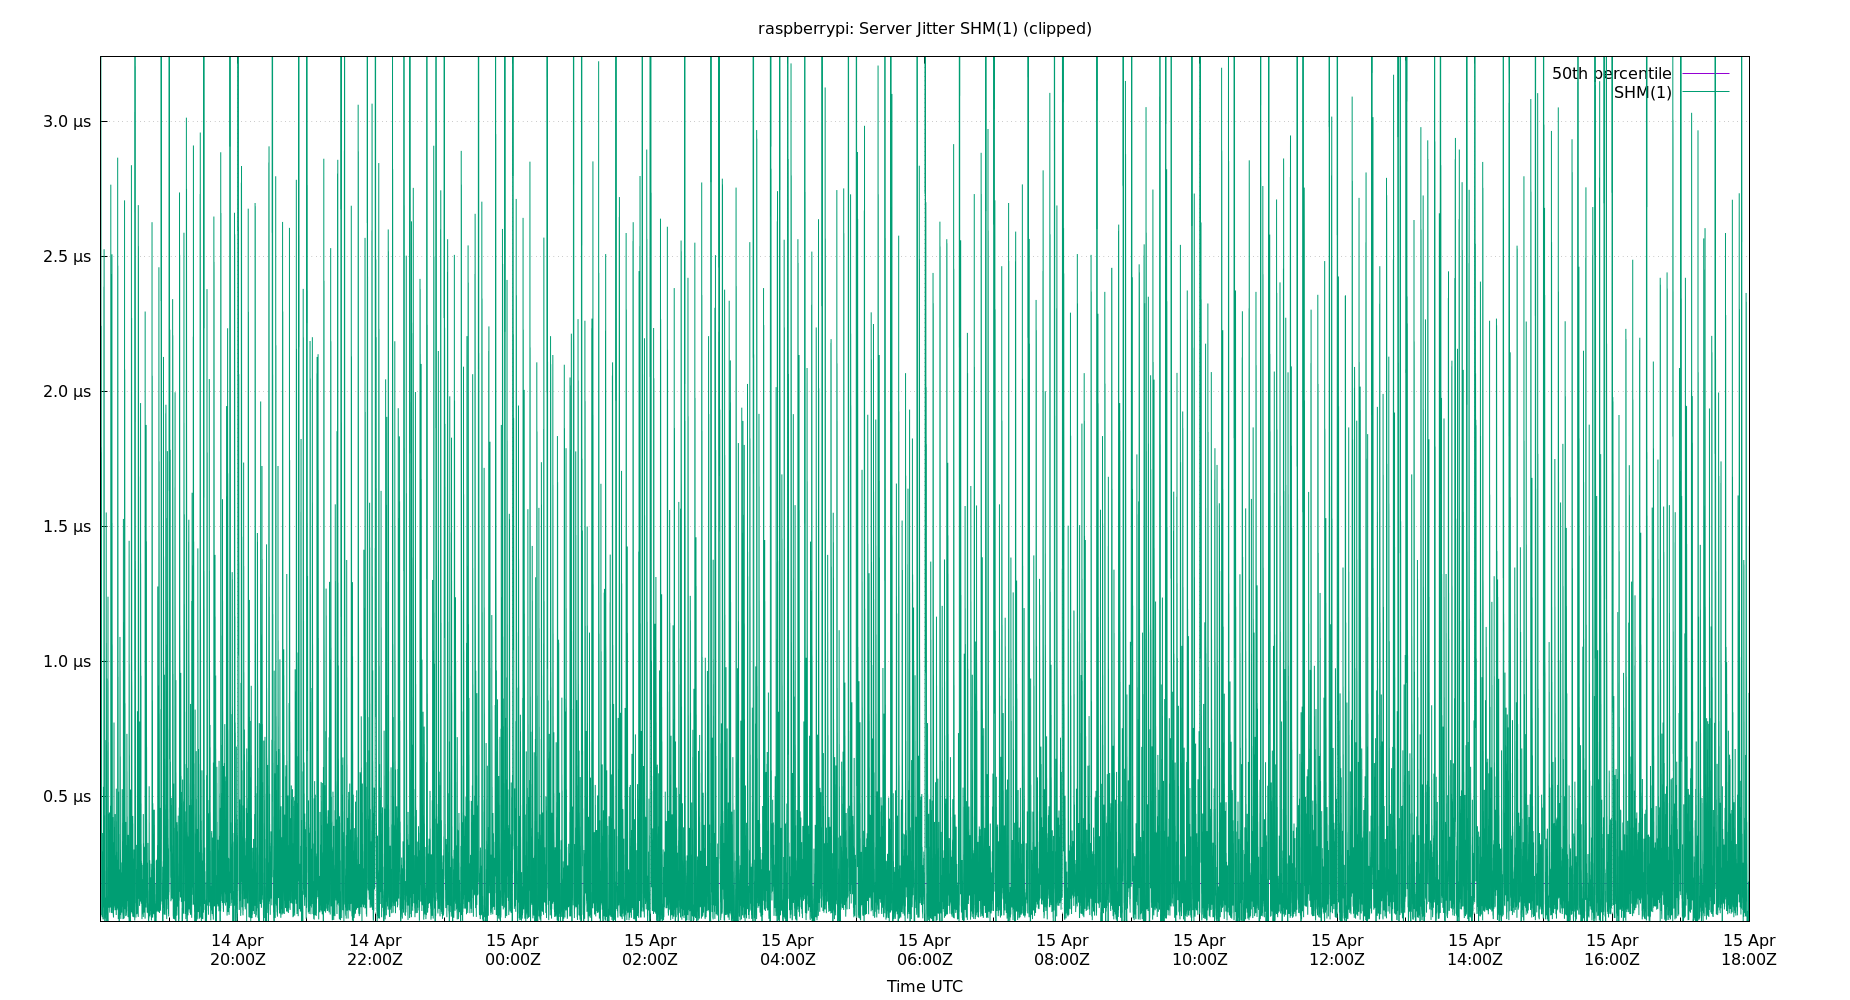 raspberrypi: Server Jitter SHM(1) (clipped)
50th percentile
SHM(1)
3.0 µs
2.5 µs
2.0 µs
1.5 µs
1.0 µs
0.5 µs
14 Apr 14 Apr 15 Apr 15 Apr 15 Apr 15 Apr 15 Apr 15 Apr 15 Apr 15 Apr 15 Apr 15 Apr
20:00Z 22:00Z 00:00Z 02:00Z 04:00Z 06:00Z 08:00Z 10:00Z 12:00Z 14:00Z 16:00Z 18:00Z
Time UTC